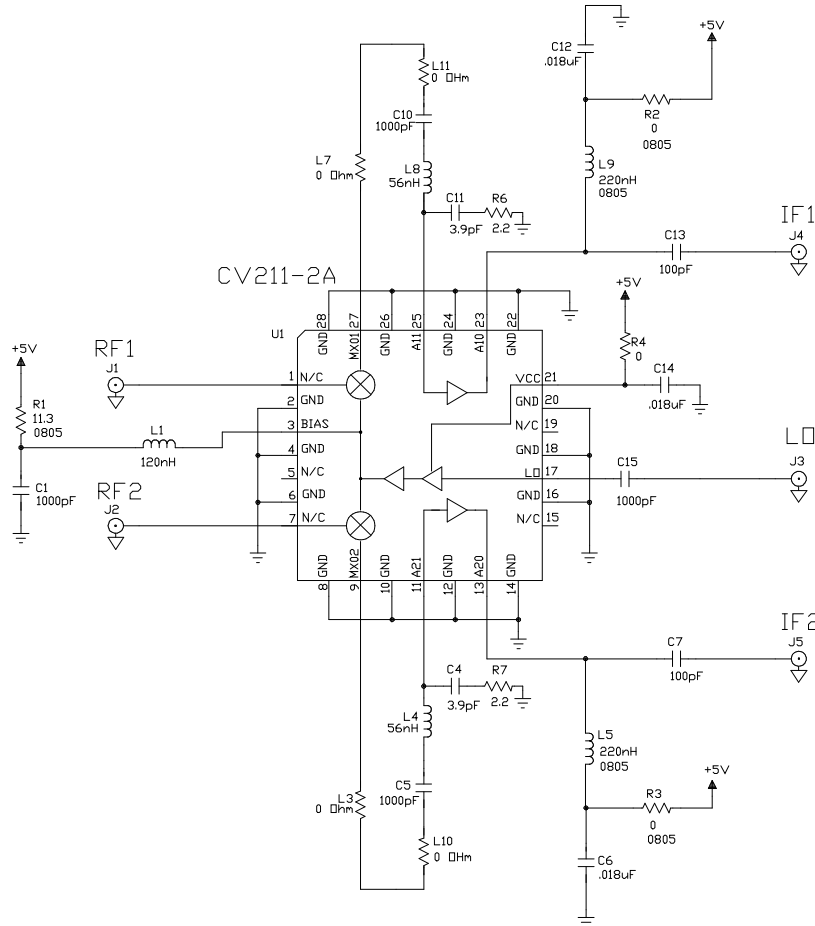 +5V
C12
.018uF
L11
0 OHm
R2
0
0805
C10
1000pF
L7
0 Ohm
L8
56nH
L9
220nH
0805
C11
3.9pF
R6
2.2
C13
100pF
IF1
J4
CV211-2A
+5V
U1
GND 28
MX01 27
GND 26
A11 25
GND 24
A10 23
GND 22
R4
0
+5V
RF1
J1
1 N/C
VCC 21
C14
.018uF
2 GND
GND 20
R1
11.3
0805
L1
120nH
3 BIAS
N/C 19
4 GND
GND 18
LO
J3
5 N/C
LO 17
C15
1000pF
C1
1000pF
RF2
J2
6 GND
GND 16
7 N/C
N/C 15
8 GND
9 MX02
10 GND
11 A21
12 GND
13 A20
14 GND
IF2
J5
C7
100pF
C4
3.9pF
R7
2.2
L4
56nH
L5
220nH
0805
+5V
C5
1000pF
L3
0 Ohm
R3
0
0805
L10
0 OHm
C6
.018uF